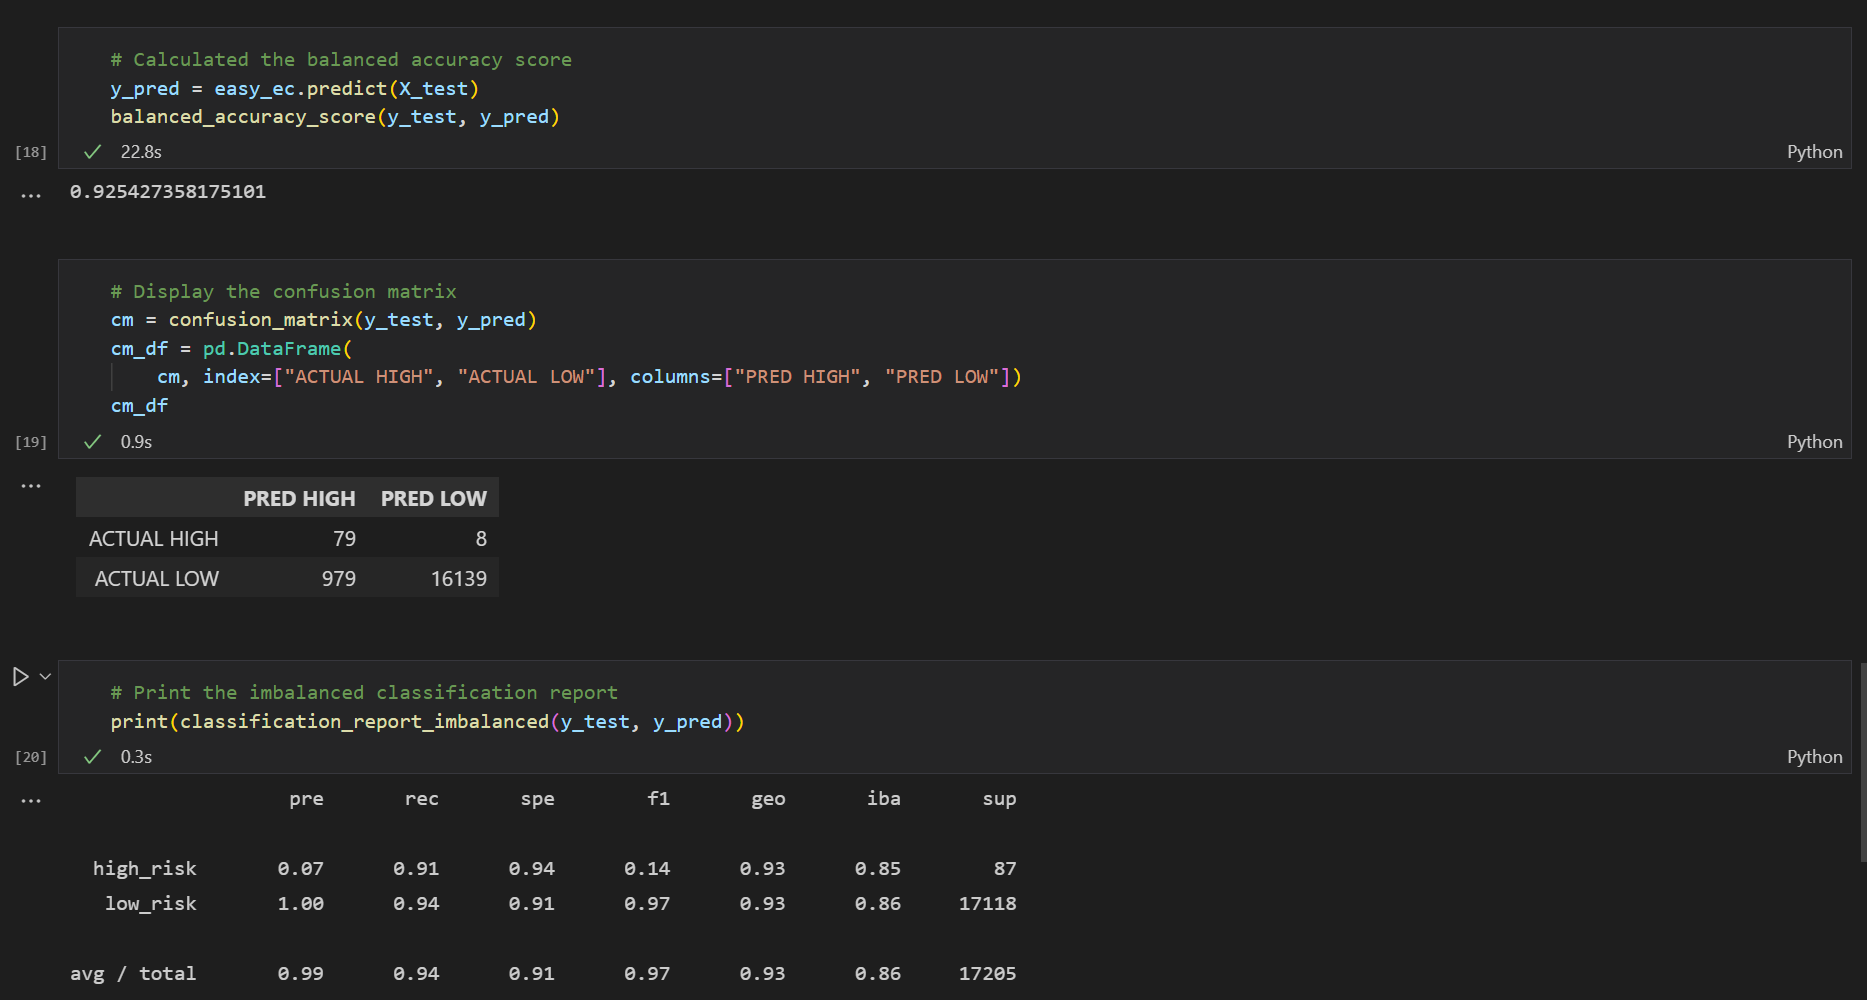 # Calculated the balanced accuracy score
y_pred = easy_ec.predict(X_test)
balanced_accuracy_score(y_test, y_pred)
[18] 22.8s Python
... 0.925427358175101
# Display the confusion matrix
cm = confusion_matrix(y_test, y_pred)
cm_df = pd.DataFrame(
cm, index=["ACTUAL HIGH", "ACTUAL LOW"], columns=["PRED HIGH", "PRED LOW"])
cm_df
[19] 0.9s Python
...
PRED HIGH PRED LOW
ACTUAL HIGH 79 8
ACTUAL LOW 979 16139
# Print the imbalanced classification report
print(classification_report_imbalanced(y_test, y_pred))
[20] 0.3s Python
... pre rec spe f1 geo iba sup
high_risk 0.07 0.91 0.94 0.14 0.93 0.85 87
low_risk 1.00 0.94 0.91 0.97 0.93 0.86 17118
avg / total 0.99 0.94 0.91 0.97 0.93 0.86 17205